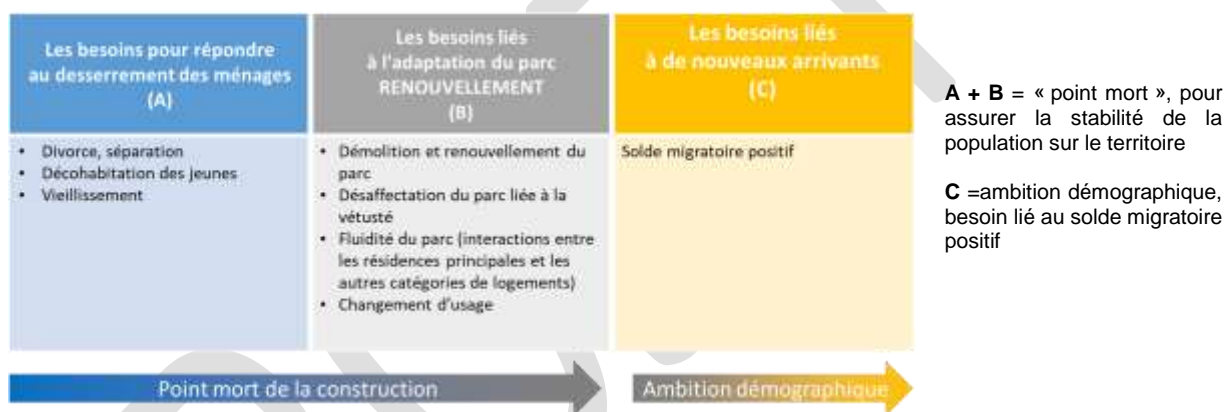 Les besoins pour répondre
au desserrement des ménages
(A)
Les besoins liés
à l'adaptation du parc
RENOUVELLEMENT
(B)
Les besoins liés
à de nouveaux arrivants
(C)
• Divorce, séparation
• Décohabitation des jeunes
• Vieillissement
• Démolition et renouvellement du
parc
• Désaffectation du parc liée à la
vétusté
• Fluidité du parc (interactions entre
les résidences principales et les
autres catégories de logements)
• Changement d'usage
Solde migratoire positif
Point mort de la construction
Ambition démographique
A + B = « point mort », pour
assurer la stabilité de la
population sur le territoire
C =ambition démographique,
besoin lié au solde migratoire
positif